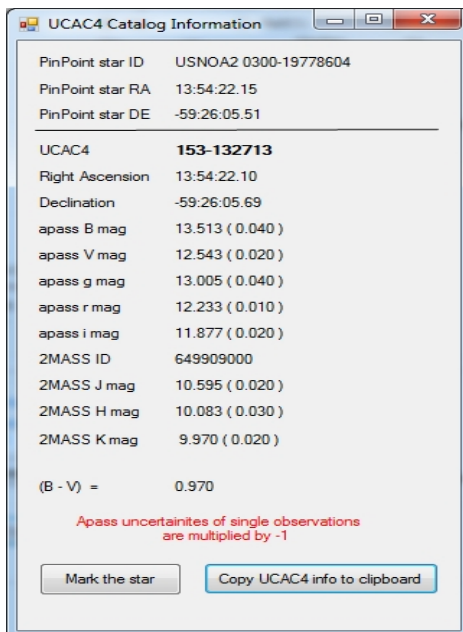 UCAC4 Catalog Information
PinPoint star ID USNOA2 0300-19778604
PinPoint star RA 13:54:22.15
PinPoint star DE -59:26:05.51
UCAC4 153-132713
Right Ascension 13:54:22.10
Declination -59:26:05.69
apass B mag 13.513 ( 0.040 )
apass V mag 12.543 ( 0.020 )
apass g mag 13.005 ( 0.040 )
apass r mag 12.233 ( 0.010 )
apass i mag 11.877 ( 0.020 )
2MASS ID 649909000
2MASS J mag 10.595 ( 0.020 )
2MASS H mag 10.083 ( 0.030 )
2MASS K mag 9.970 ( 0.020 )
(B - V) = 0.970
Apass uncertainites of single observations
are multiplied by -1
Mark the star Copy UCAC4 info to clipboard